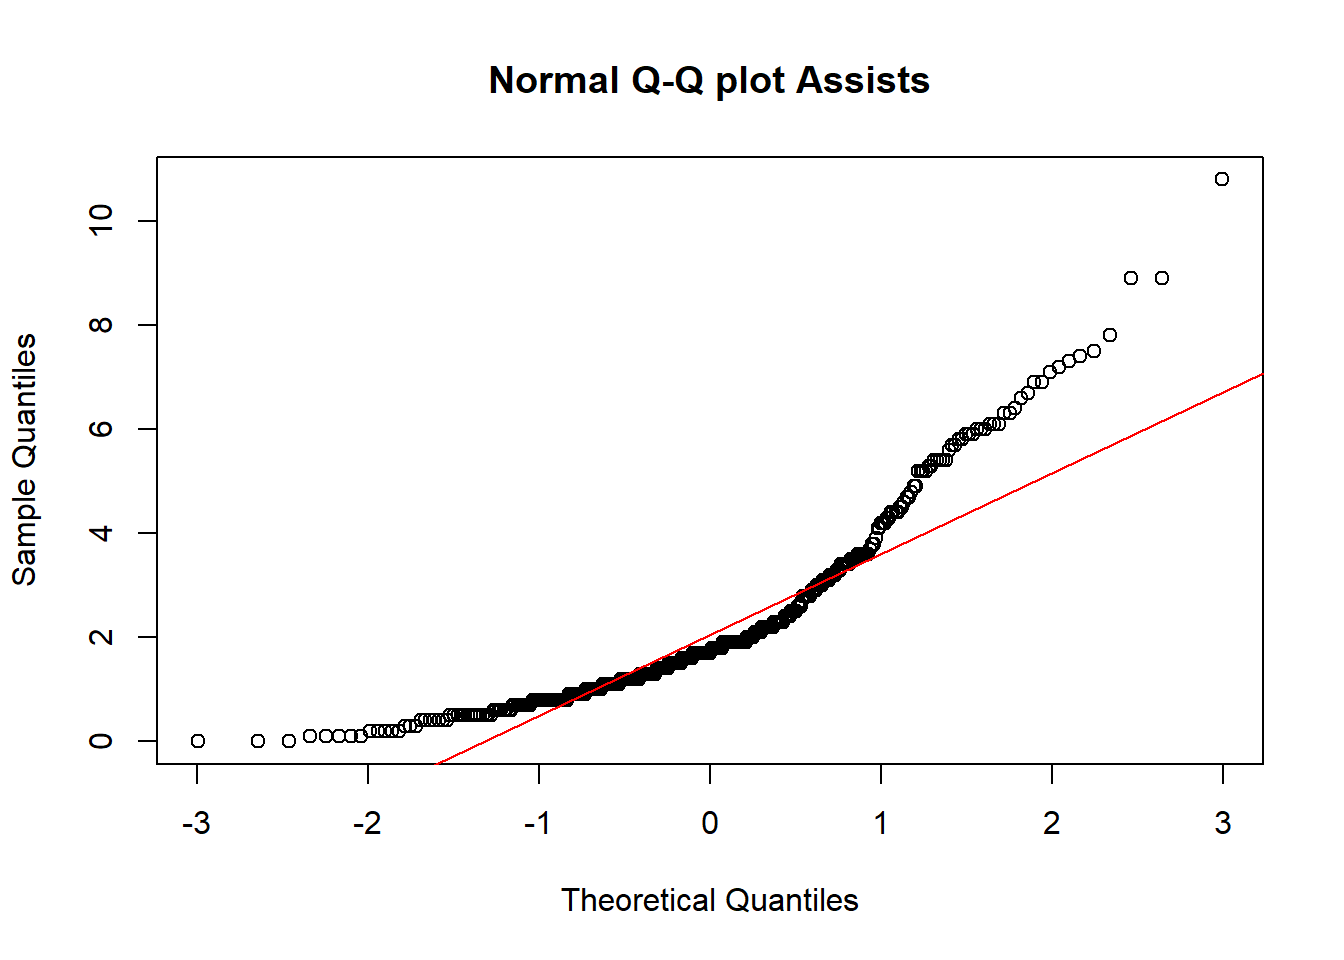 Normal Q-Q plot Assists
Sample Quantiles
10
8
6
4
2
0
-3 -2 -1 0 1 2 3
Theoretical Quantiles